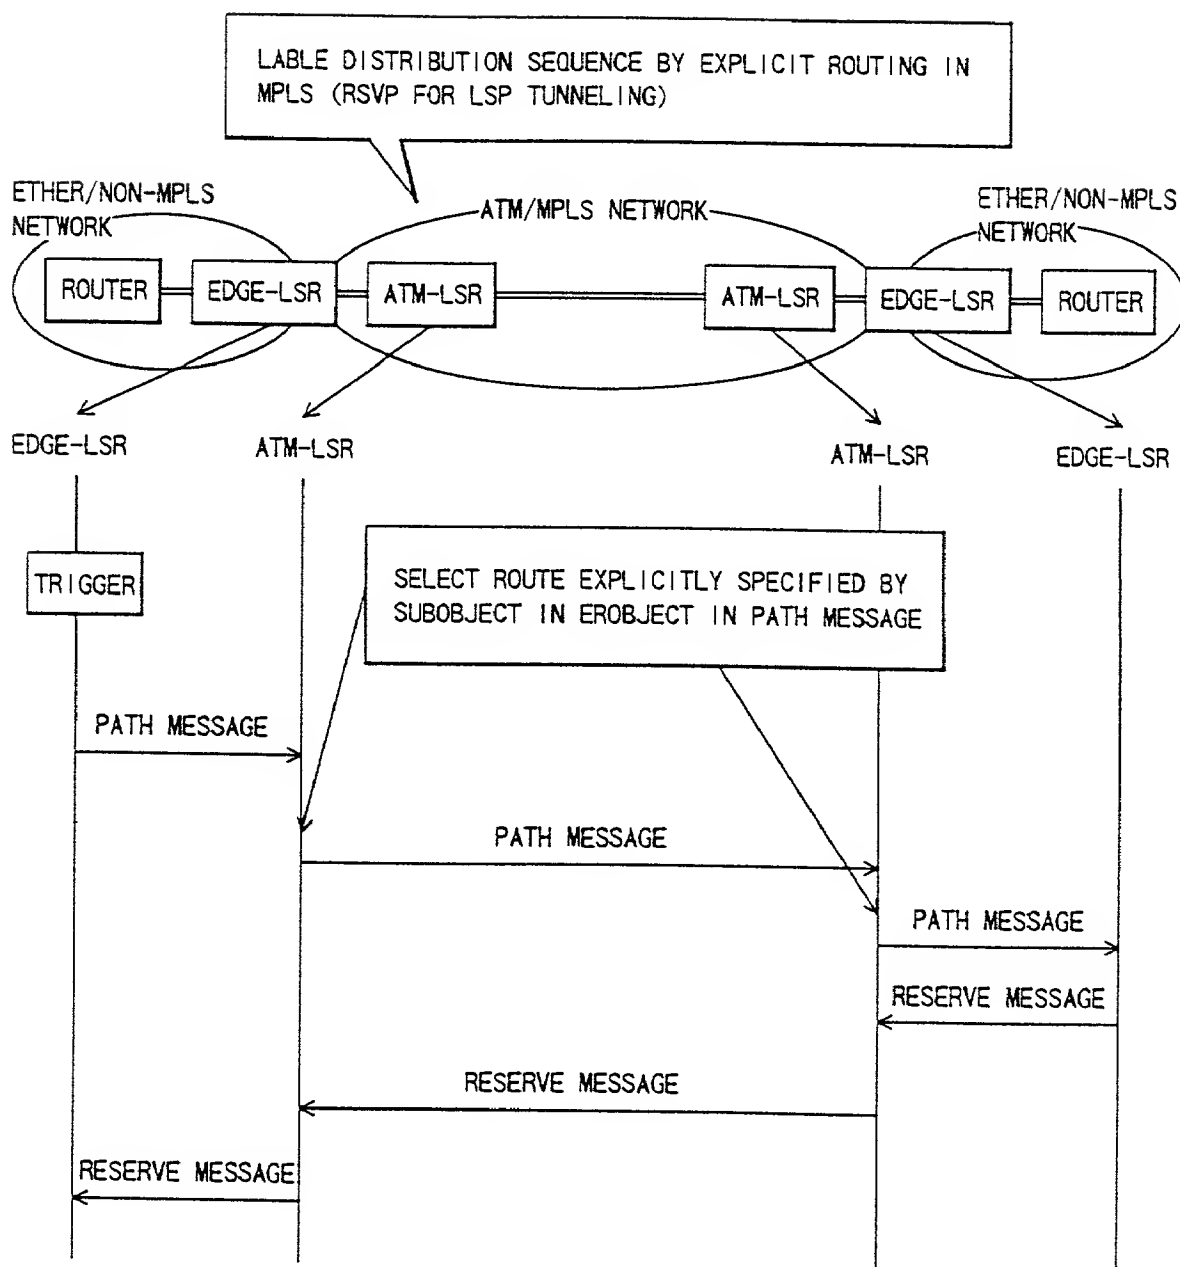 LABLE DISTRIBUTION SEQUENCE BY EXPLICIT ROUTING IN
MPLS (RSVP FOR LSP TUNNELING)
ETHER/NON-MPLS
NETWORK
ATM/MPLS NETWORK
ETHER/NON-MPLS
NETWORK
ROUTER
EDGE-LSR
ATM-LSR
ATM-LSR
EDGE-LSR
ROUTER
EDGE-LSR
ATM-LSR
ATM-LSR
EDGE-LSR
TRIGGER
SELECT ROUTE EXPLICITLY SPECIFIED BY
SUBOBJECT IN EROBJECT IN PATH MESSAGE
PATH MESSAGE
PATH MESSAGE
PATH MESSAGE
RESERVE MESSAGE
RESERVE MESSAGE
RESERVE MESSAGE